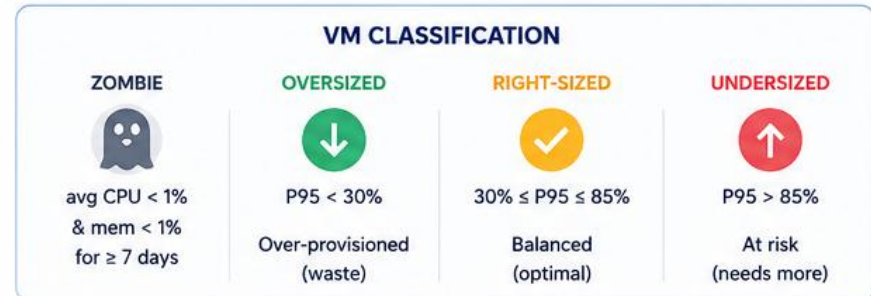 VM CLASSIFICATION
ZOMBIE
avg CPU < 1%
& mem < 1%
for ≥ 7 days
OVERSIZED
P95 < 30%
Over-provisioned
(waste)
RIGHT-SIZED
30% ≤ P95 ≤ 85%
Balanced
(optimal)
UNDERSIZED
P95 > 85%
At risk
(needs more)